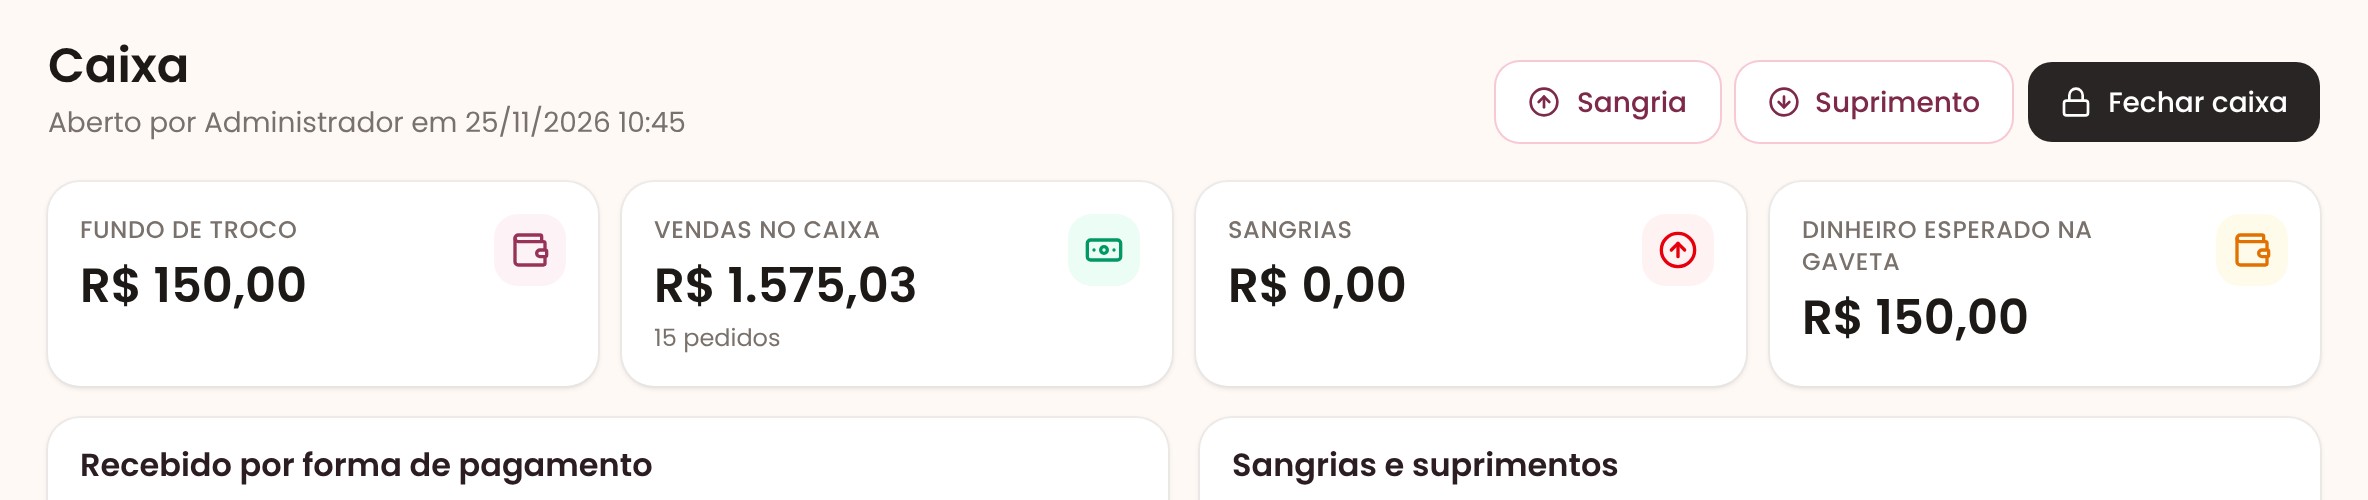 Caixa
Aberto por Administrador em 25/11/2026 10:45
Sangria
Suprimento
Fechar caixa
FUNDO DE TROCO
R$ 150,00
VENDAS NO CAIXA
R$ 1.575,03
15 pedidos
SANGRIAS
R$ 0,00
DINHEIRO ESPERADO NA
GAVETA
R$ 150,00
Recebido por forma de pagamento
Sangrias e suprimentos